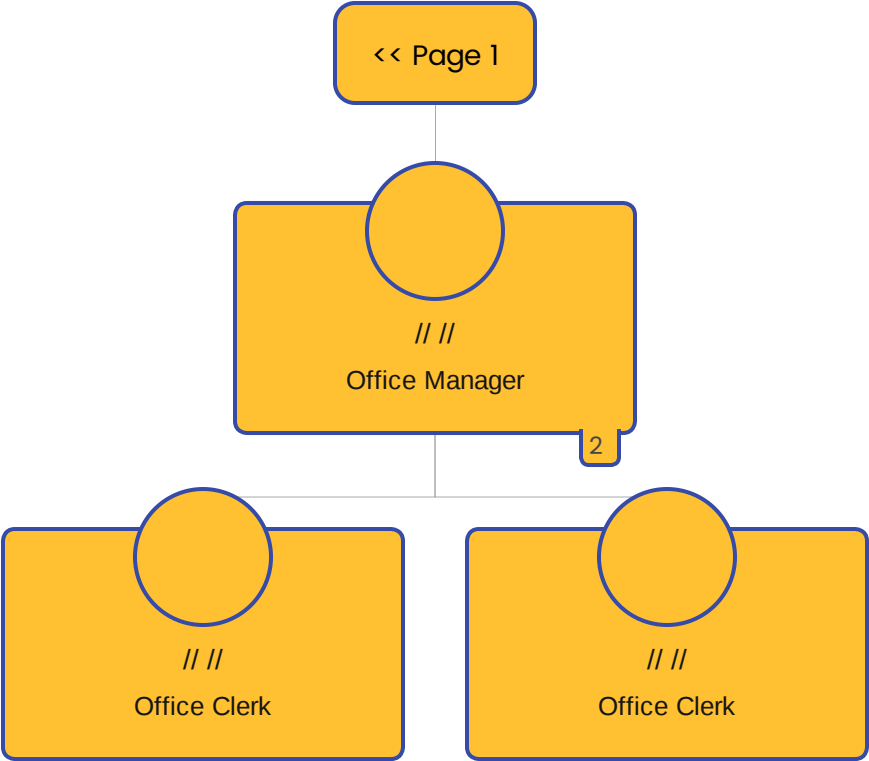 << Page 1
// //
Office Manager
2
// //
Office Clerk
// //
Office Clerk